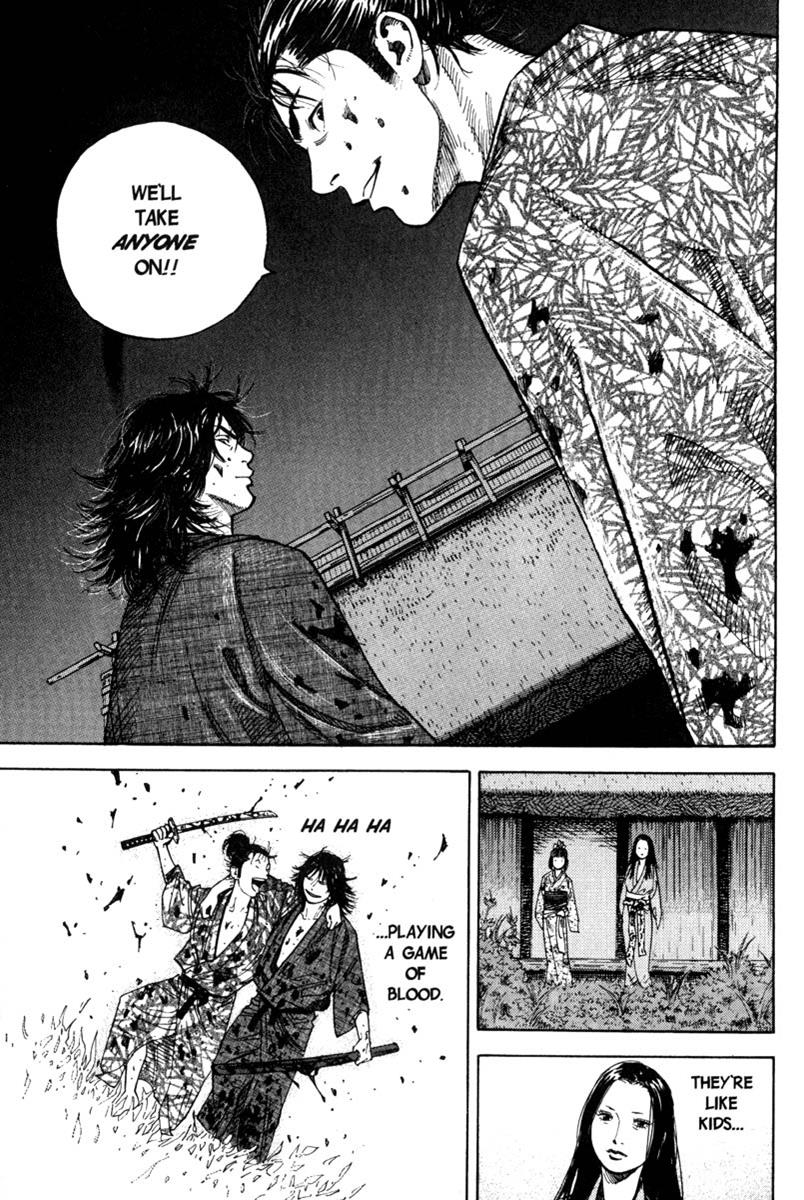 WE'LL
TAKE
ANYONE
ON!!
THEY'RE
LIKE
KIDS...
HA HA HA
...PLAYING
A GAME
OF
BLOOD.